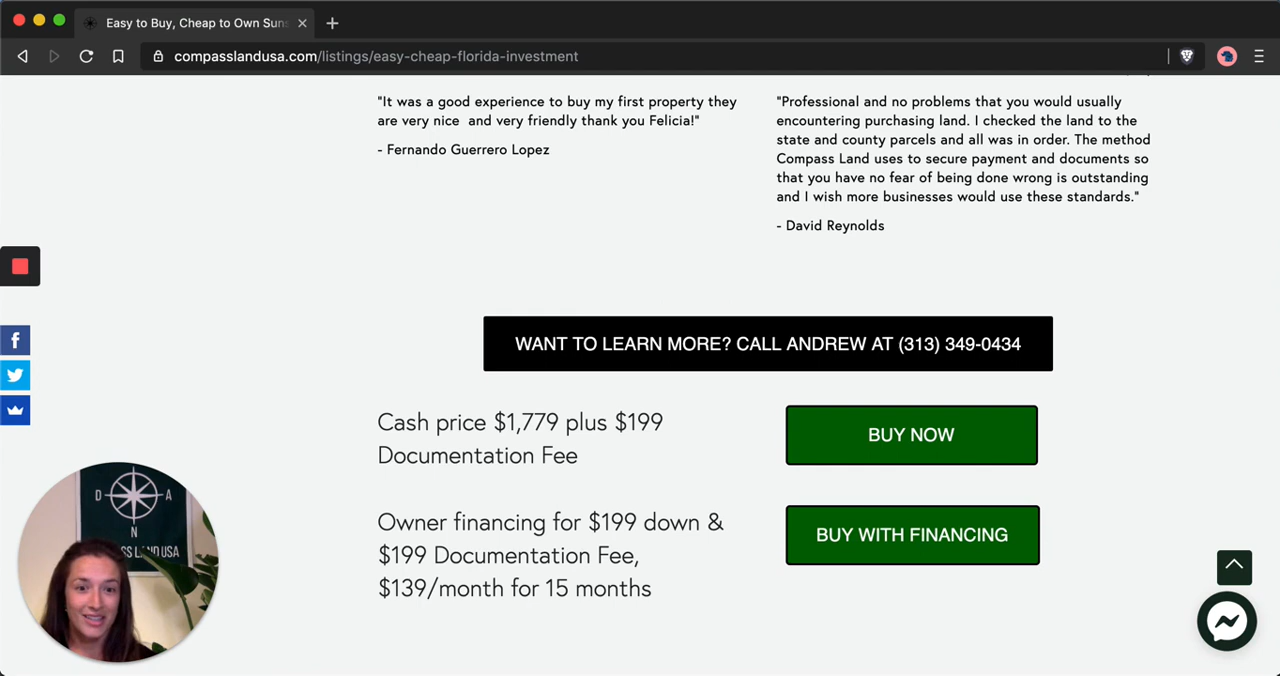 Easy to Buy, Cheap to Own Suns
compasslandusa.com/listings/easy-cheap-florida-investment
"It was a good experience to buy my first property they
are very nice and very friendly thank you Felicia!"
- Fernando Guerrero Lopez
"Professional and no problems that you would usually
encountering purchasing land. I checked the land to the
state and county parcels and all was in order. The method
Compass Land uses to secure payment and documents so
that you have no fear of being done wrong is outstanding
and I wish more businesses would use these standards."
- David Reynolds
WANT TO LEARN MORE? CALL ANDREW AT (313) 349-0434
Cash price $1,779 plus $199
Documentation Fee
BUY NOW
Owner financing for $199 down &
$199 Documentation Fee,
$139/month for 15 months
BUY WITH FINANCING
D A
N
SS LAND USA